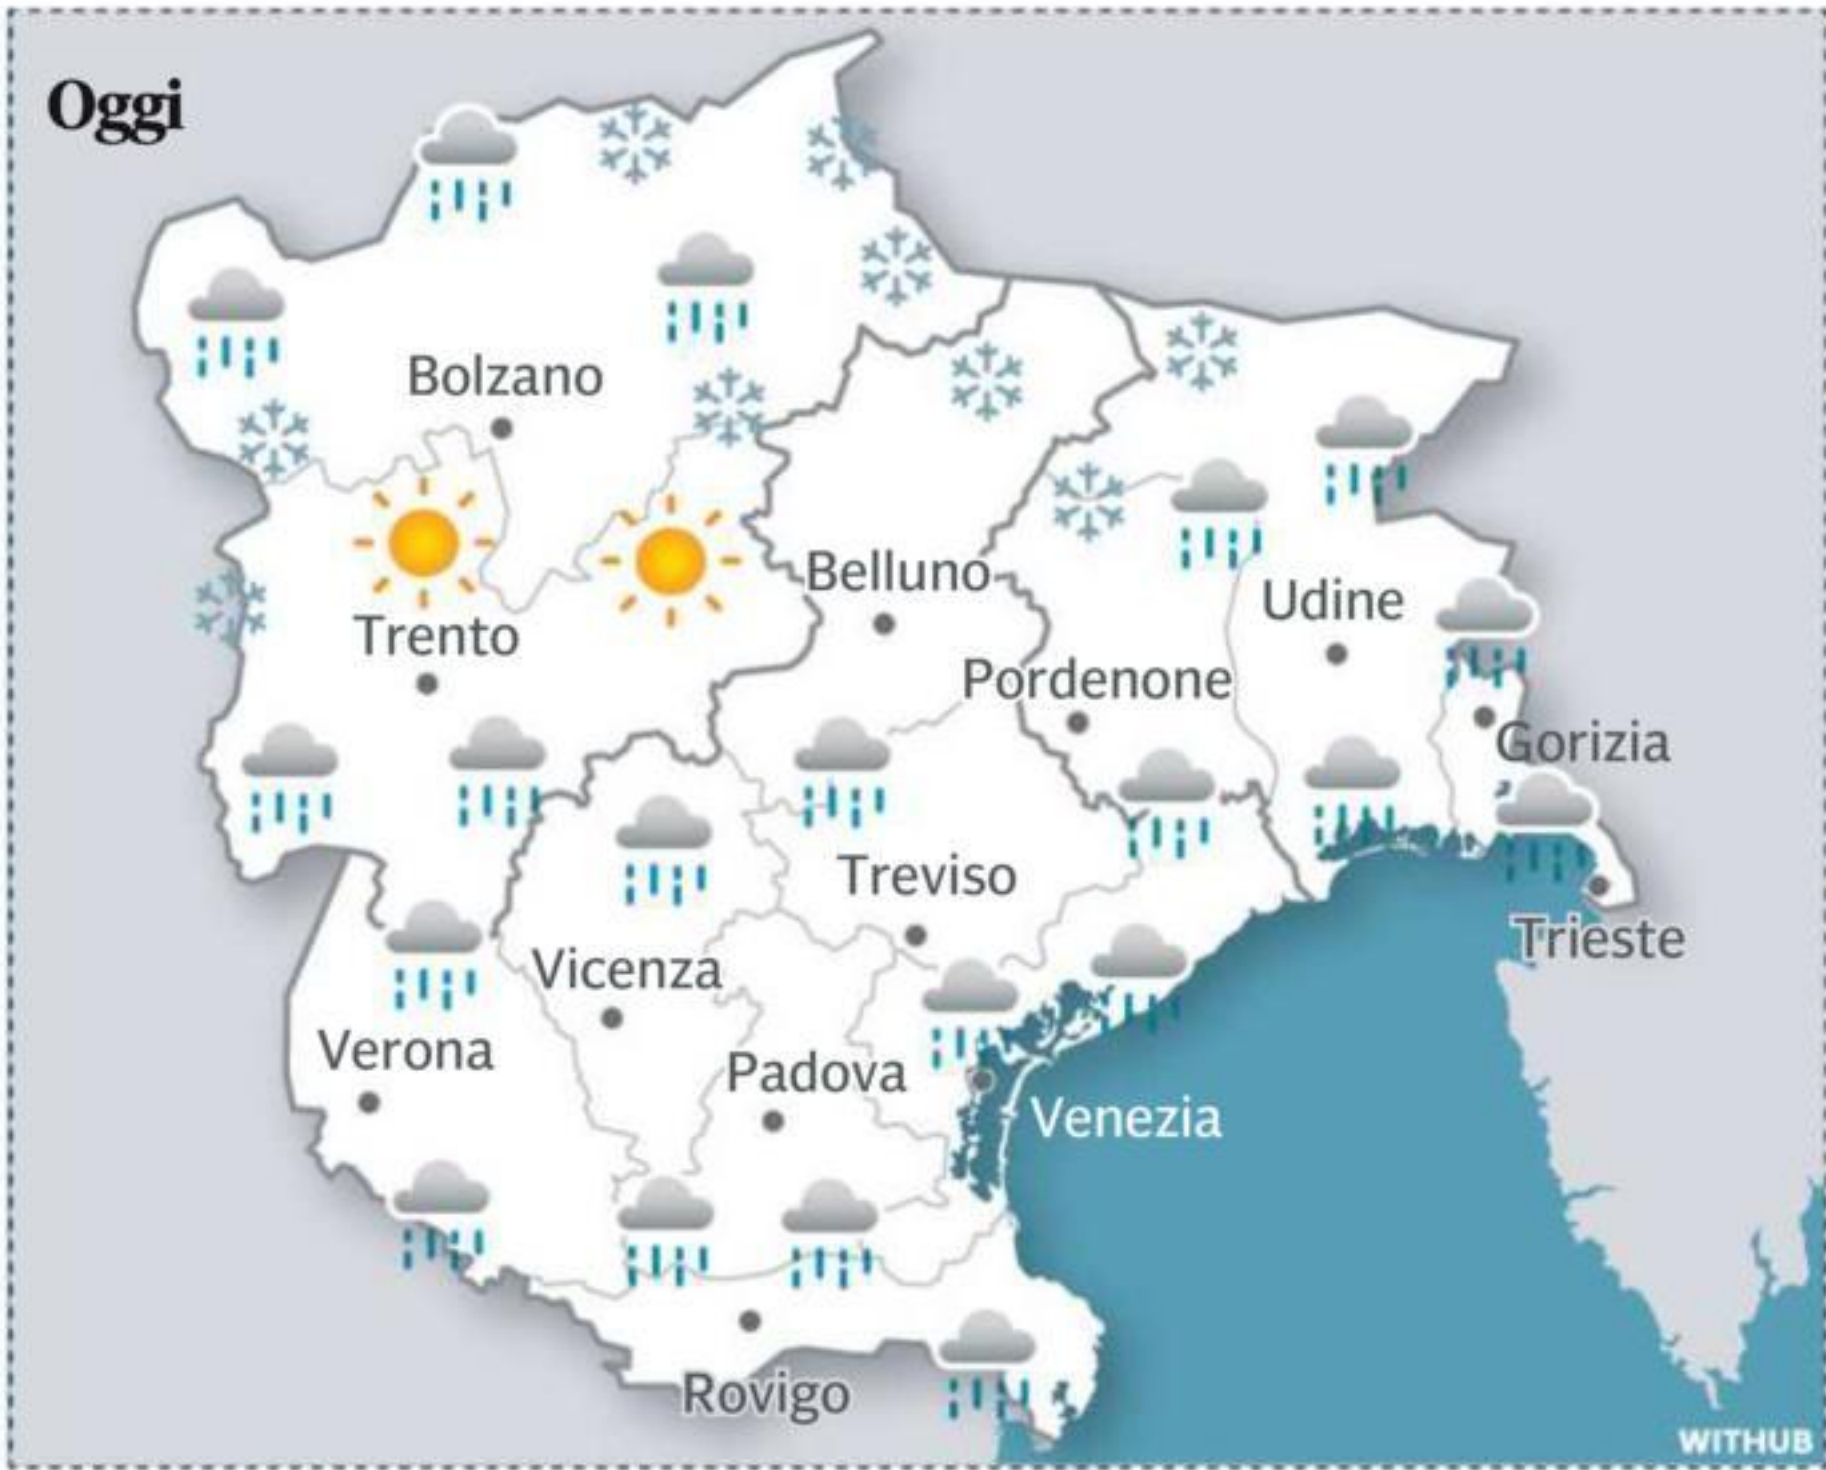 Oggi
Bolzano
Belluno
Udine
Trento
Pordenone
Gorizia
Treviso
Trieste
Vicenza
Verona
Padova
Venezia
Rovigo
WITHUB